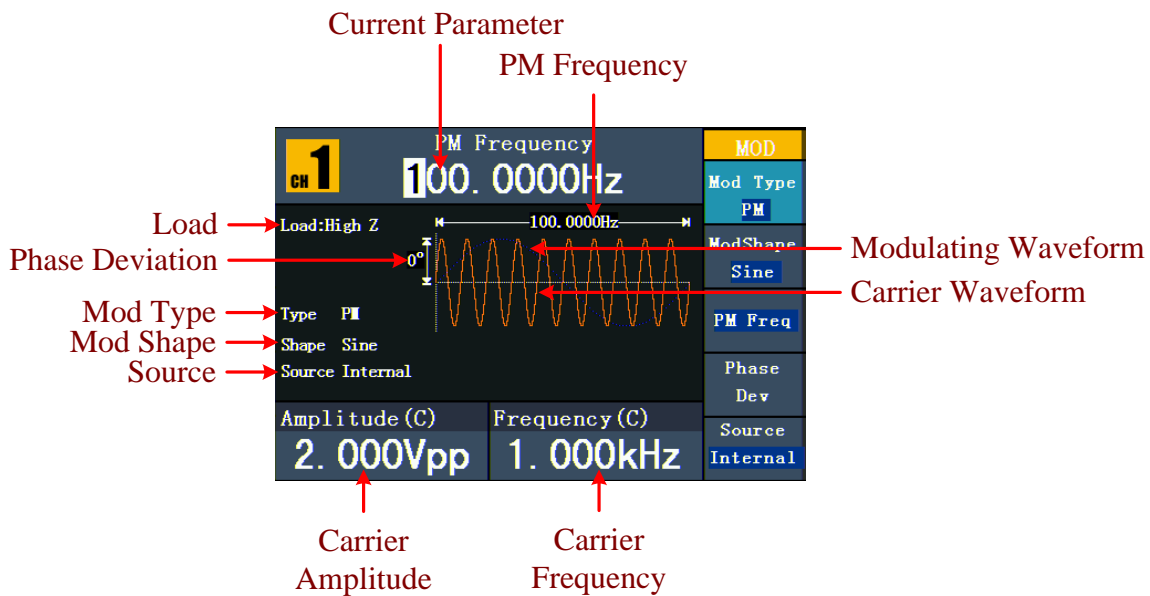 Current Parameter
PM Frequency
PM Frequency
MOD
CH 1
100.0000Hz
Mod Type
PM
Load
Load:High Z
100.0000Hz
ModShape
Sine
Modulating Waveform
Phase Deviation
0°
Carrier Waveform
Mod Type
Type PM
PM Freq
Mod Shape
Shape Sine
Source
Source Internal
Phase
Dev
Amplitude(C)
Frequency(C)
Source
Internal
2.000Vpp
1.000kHz
Carrier
Amplitude
Carrier
Frequency